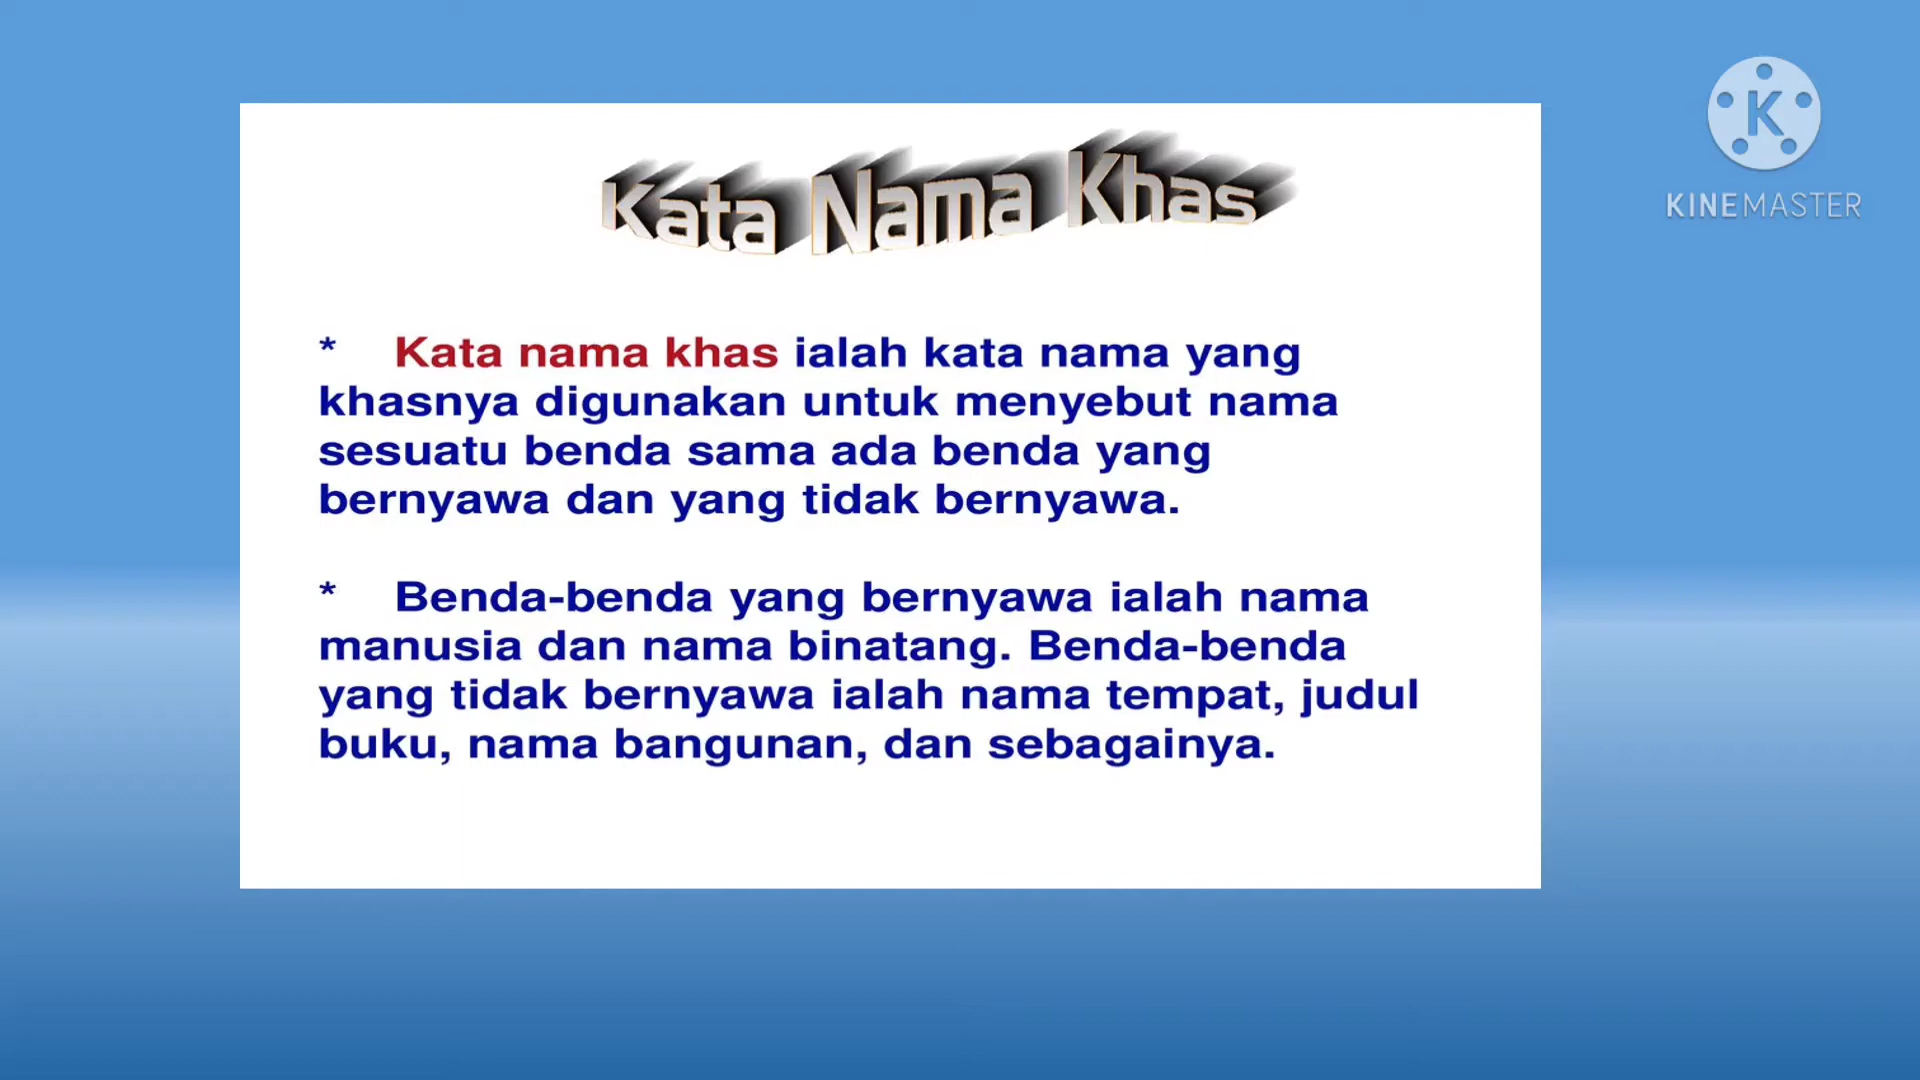 Kata Nama Khas
KINEMASTER
* Kata nama khas ialah kata nama yang
khasnya digunakan untuk menyebut nama
sesuatu benda sama ada benda yang
bernyawa dan yang tidak bernyawa.
* Benda-benda yang bernyawa ialah nama
manusia dan nama binatang. Benda-benda
yang tidak bernyawa ialah nama tempat, judul
buku, nama bangunan, dan sebagainya.